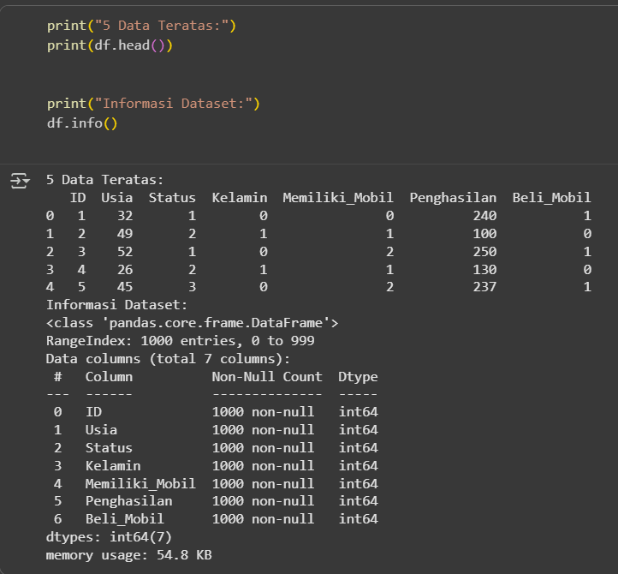 print("5 Data Teratas:")
print(df.head())
print("Informasi Dataset:")
df.info()
5 Data Teratas:
   ID  Usia  Status  Kelamin  Memiliki_Mobil  Penghasilan  Beli_Mobil
0   1    32       1        0               0          240           1
1   2    49       2        1               1          100           0
2   3    52       1        0               2          250           1
3   4    26       2        1               1          130           0
4   5    45       3        0               2          237           1
Informasi Dataset:
<class 'pandas.core.frame.DataFrame'>
RangeIndex: 1000 entries, 0 to 999
Data columns (total 7 columns):
 #   Column          Non-Null Count  Dtype
---  ------          --------------  -----
 0   ID              1000 non-null   int64
 1   Usia            1000 non-null   int64
 2   Status          1000 non-null   int64
 3   Kelamin         1000 non-null   int64
 4   Memiliki_Mobil  1000 non-null   int64
 5   Penghasilan     1000 non-null   int64
 6   Beli_Mobil      1000 non-null   int64
dtypes: int64(7)
memory usage: 54.8 KB